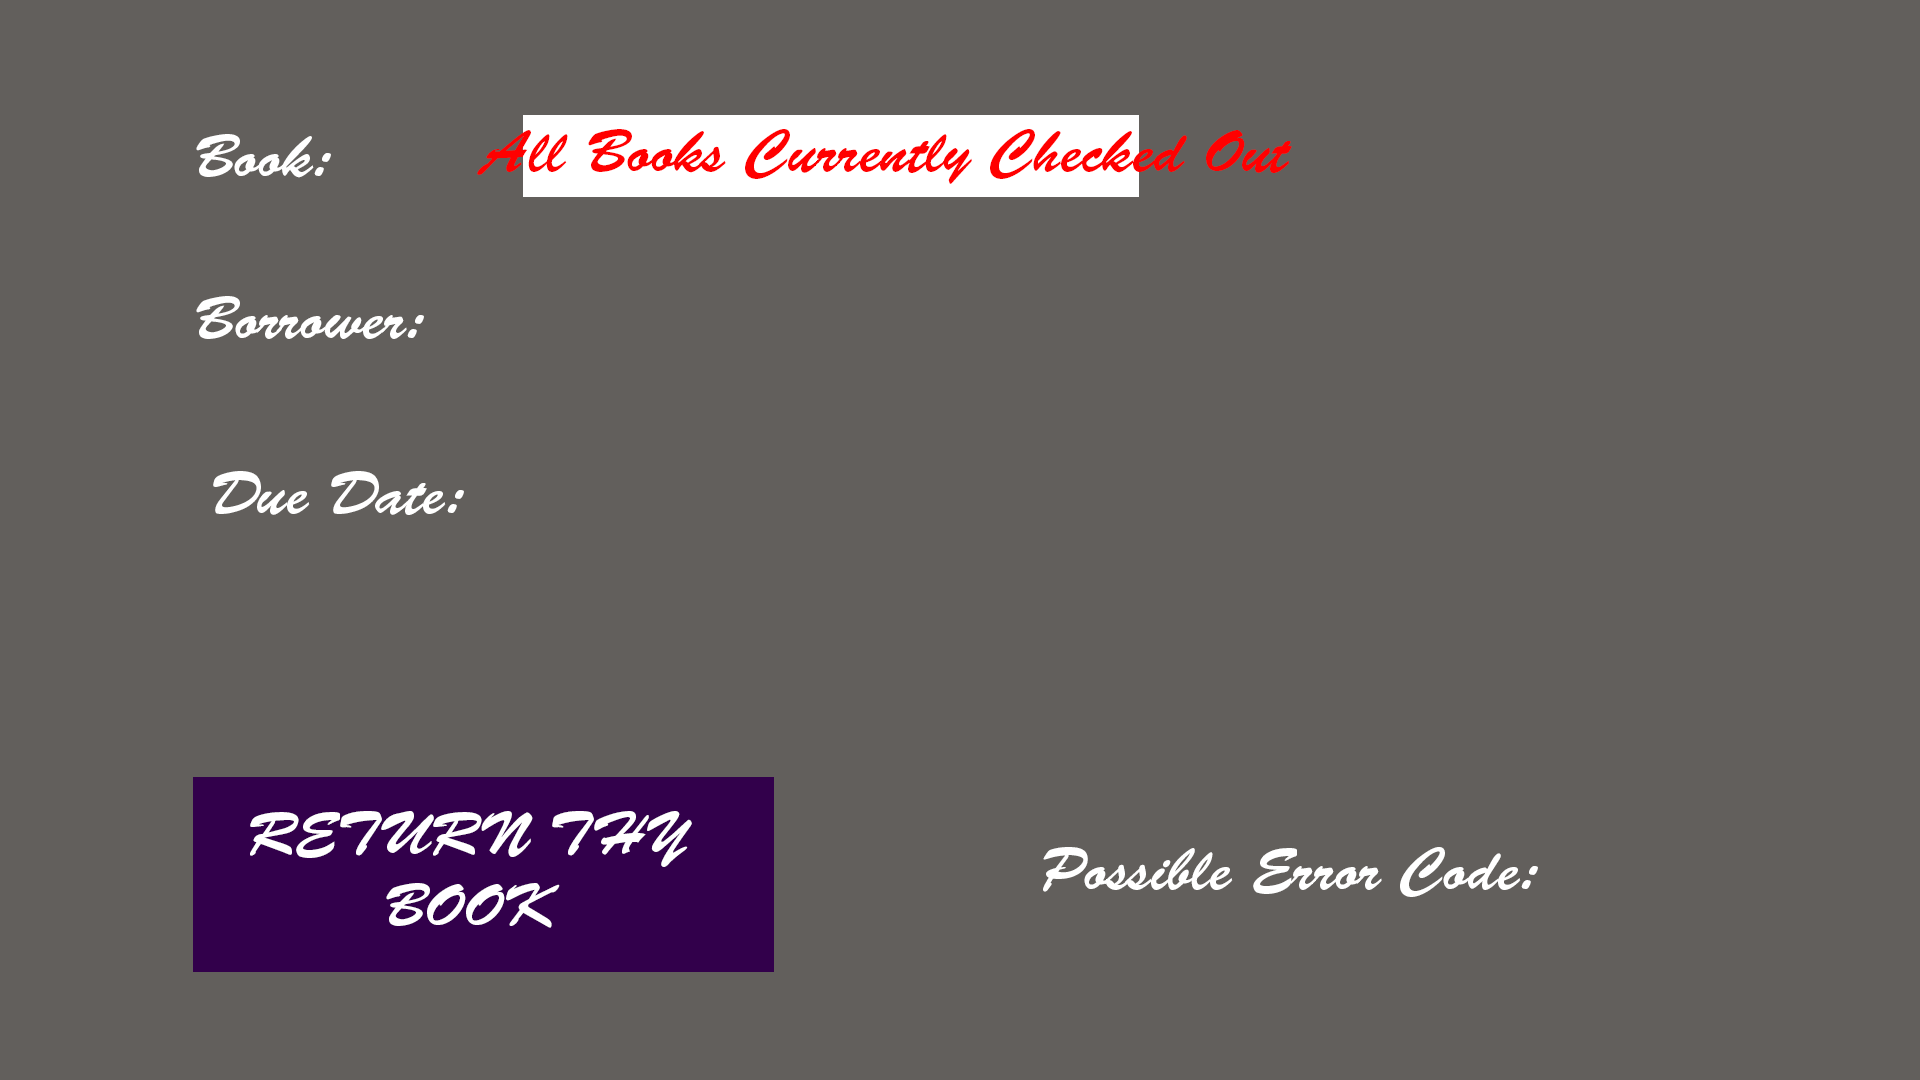 Book: All Books Currently Checked Out
Borrower:
Due Date:
RETURN THY
BOOK
Possible Error Code: